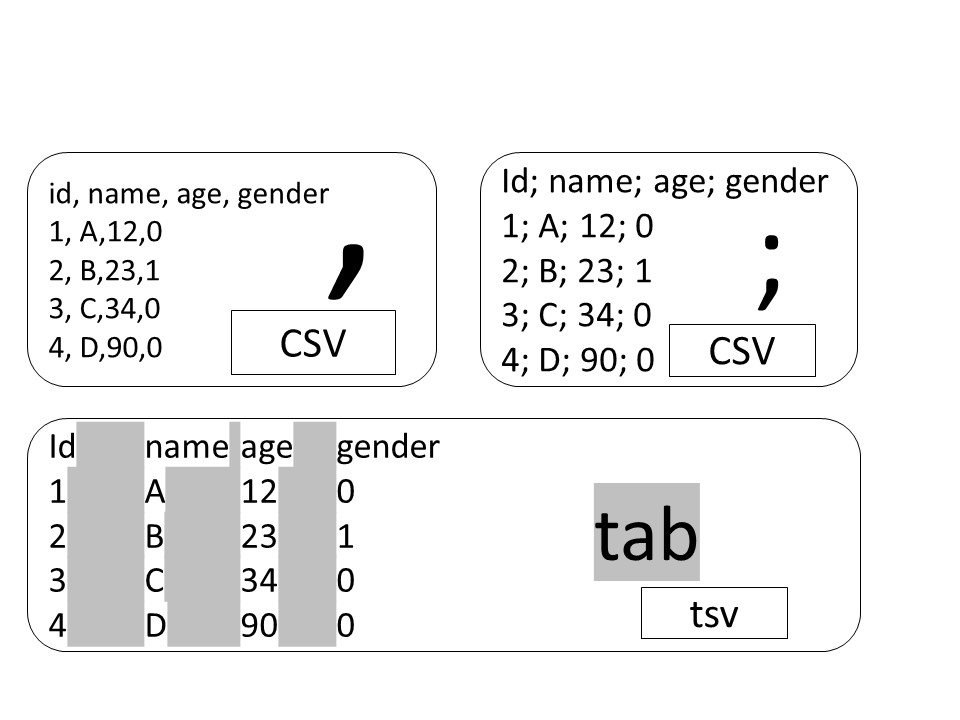 id, name, age, gender
1, A,12,0
2, B,23,1
3, C,34,0
4, D,90,0
,
CSV
Id; name; age; gender
1; A; 12; 0
2; B; 23; 1
3; C; 34; 0
4; D; 90; 0
;
CSV
Id	name	age	gender
1	A	12	0
2	B	23	1
3	C	34	0
4	D	90	0
tab
tsv